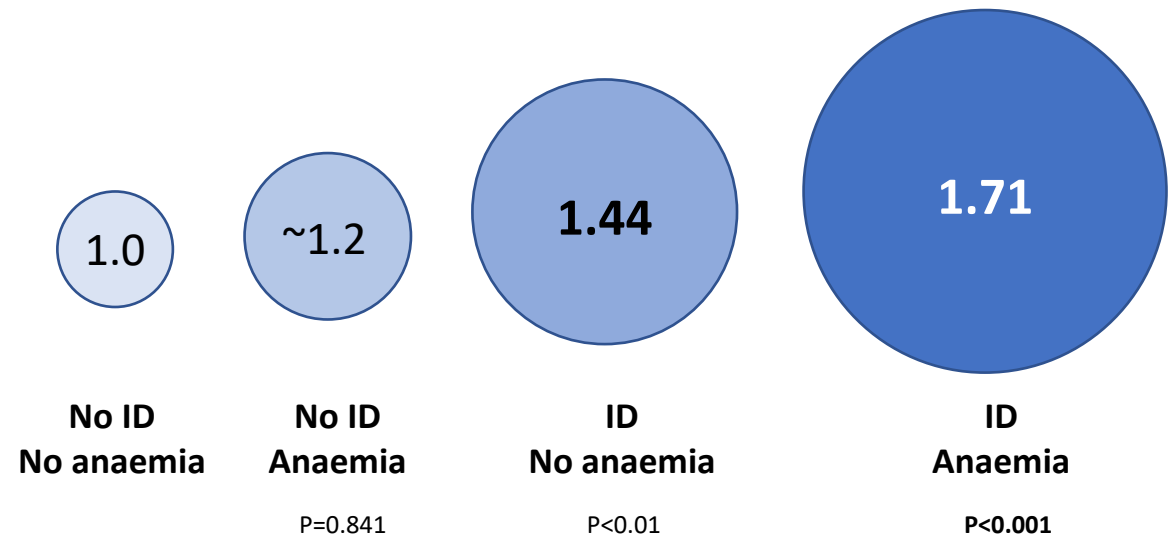 1.0
~1.2
1.44
1.71
No ID
No anaemia
No ID
Anaemia
ID
No anaemia
ID
Anaemia
P=0.841
P<0.01
P<0.001